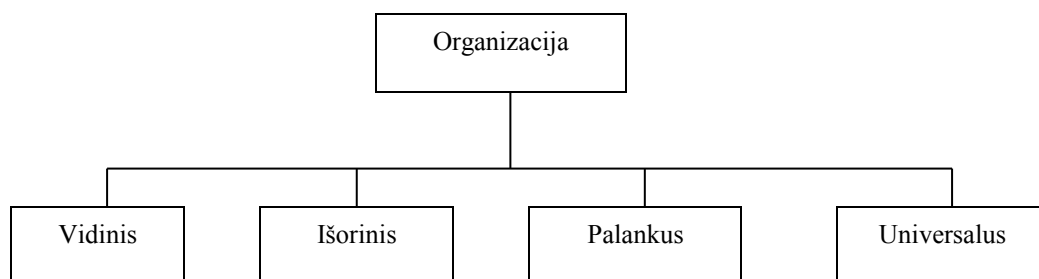 Organizacija
Vidinis
Išorinis
Palankus
Universalus